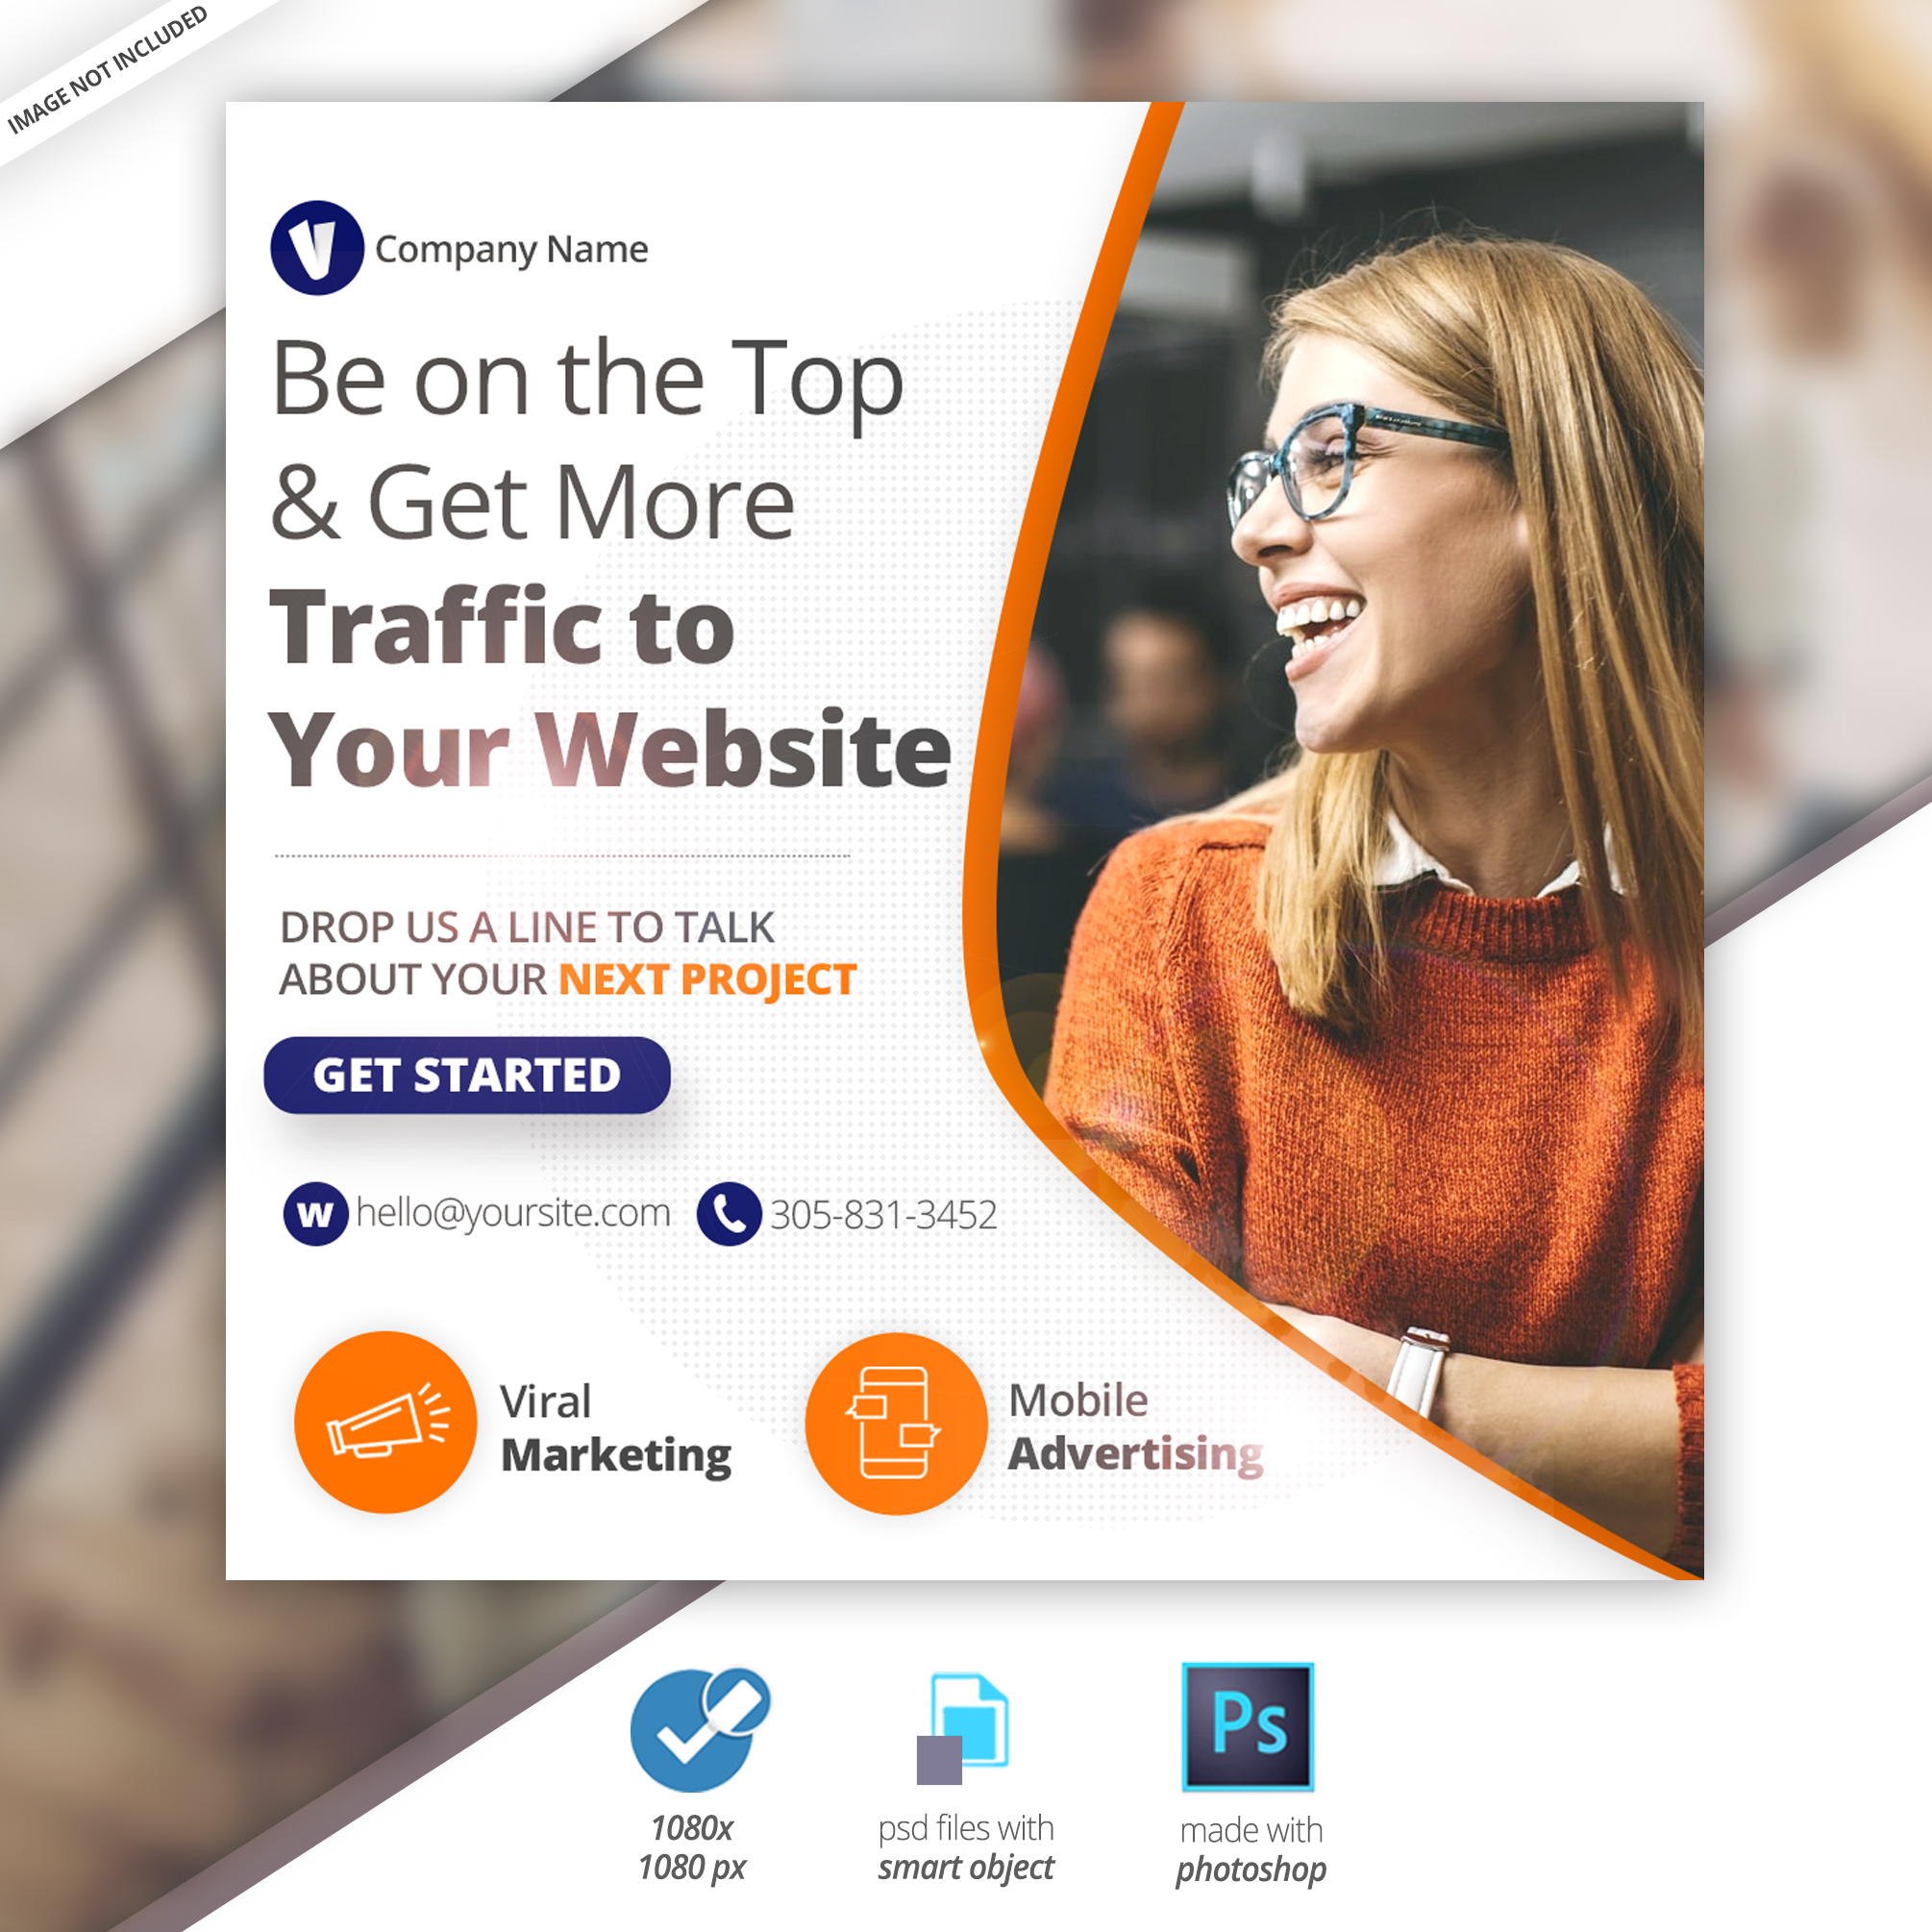 IMAGE NOT INCLUDED
V
Company Name
Be on the Top
& Get More
Traffic to
Your Website
DROP US A LINE TO TALK
ABOUT YOUR NEXT PROJECT
GET STARTED
W hello@yoursite.com 305-831-3452
Viral
Marketing
Mobile
Advertising
1080x
1080 px
psd files with
smart object
Ps
made with
photoshop